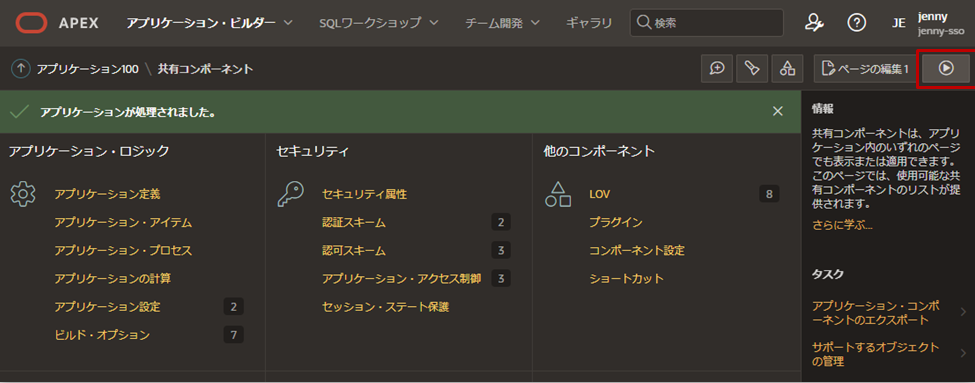 APEX アプリケーション・ビルダー SQLワークショップ チーム開発 ギャラリ 検索 JE jenny
jenny-sso
アプリケーション100 \ 共有コンポーネント ページの編集 1
アプリケーションが処理されました。
アプリケーション・ロジック
アプリケーション定義
アプリケーション・アイテム
アプリケーション・プロセス
アプリケーションの計算
アプリケーション設定 2
ビルド・オプション 7
セキュリティ
セキュリティ属性
認証スキーム 2
認可スキーム 3
アプリケーション・アクセス制御 3
セッション・ステート保護
他のコンポーネント
LOV 8
プラグイン
コンポーネント設定
ショートカット
情報
共有コンポーネントは、アプリ
ケーション内のいずれのページ
でも表示または適用できます。
このページでは、使用可能な共
有コンポーネントのリストが提
供されます。
さらに学ぶ...
タスク
アプリケーション・コンポ
ーネントのエクスポート
サポートするオブジェクト
の管理